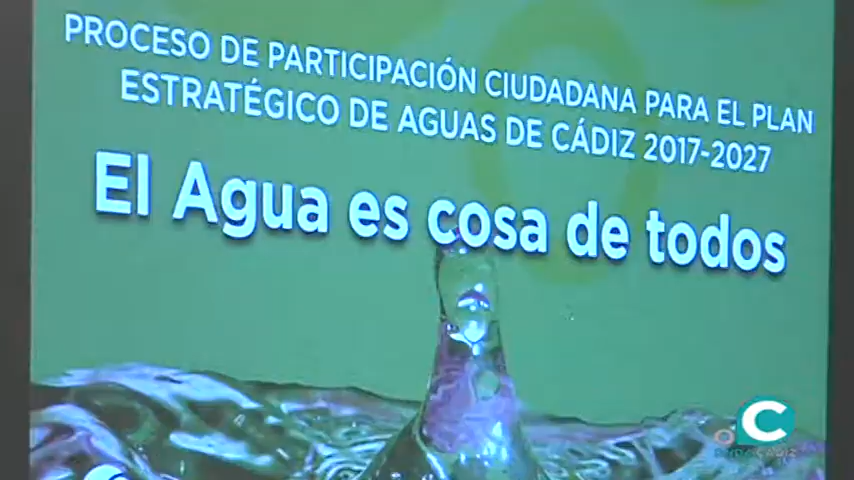 PROCESO DE PARTICIPACIÓN CIUDADANA PARA EL PLAN
ESTRATÉGICO DE AGUAS DE CÁDIZ 2017-2027
El Agua es cosa de todos
C
ONDACÁDIZ